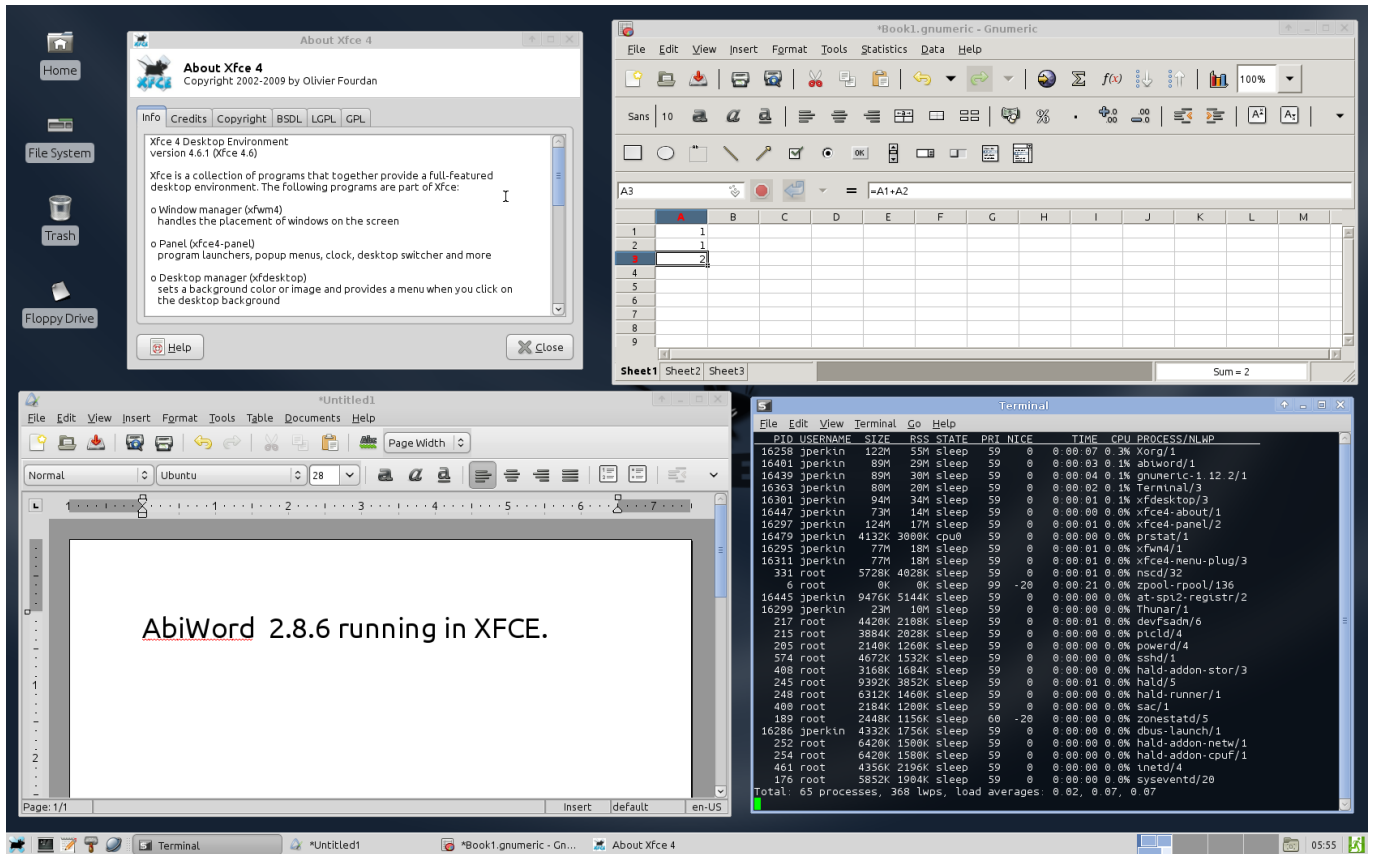 Home
File System
Trash
Floppy Drive
About Xfce 4
About Xfce 4
Copyright 2002-2009 by Olivier Fourdan
XFCE
Info Credits Copyright BSDL LGPL GPL
Xfce 4 Desktop Environment
version 4.6.1 (Xfce 4.6)
Xfce is a collection of programs that together provide a full-featured
desktop environment. The following programs are part of Xfce:
o Window manager (xfwm4)
handles the placement of windows on the screen
o Panel (xfce4-panel)
program launchers, popup menus, clock, desktop switcher and more
o Desktop manager (xfdesktop)
sets a background color or image and provides a menu when you click on
the desktop background
Help Close
*Book1.gnumeric - Gnumeric
File Edit View Insert Format Tools Statistics Data Help
f(x) 100%
Sans 10 a a a % . .00 .00 A² A₂
OK
A3 = =A1+A2
A B C D E F G H I J K L M
1 1
2 1
3 2
4
5
6
7
8
9
Sheet1 Sheet2 Sheet3 Sum = 2
*Untitled1
File Edit View Insert Format Tools Table Documents Help
Page Width
Normal Ubuntu 28 a a a
L 1 1 2 3 4 5 6 7
AbiWord 2.8.6 running in XFCE.
1
2
Page: 1/1 Insert default en-US
Terminal
File Edit View Terminal Go Help
PID USERNAME SIZE RSS STATE PRI NICE TIME CPU PROCESS/NLWP
16258 jperkin 122M 55M sleep 59 0 0:00:07 0.3% Xorg/1
16401 jperkin 89M 29M sleep 59 0 0:00:03 0.1% abiword/1
16439 jperkin 89M 30M sleep 59 0 0:00:04 0.1% gnumeric-1.12.2/1
16363 jperkin 80M 20M sleep 59 0 0:00:02 0.1% Terminal/3
16301 jperkin 94M 34M sleep 59 0 0:00:01 0.1% xfdesktop/3
16447 jperkin 73M 14M sleep 59 0 0:00:00 0.0% xfce4-about/1
16297 jperkin 124M 17M sleep 59 0 0:00:01 0.0% xfce4-panel/2
16479 jperkin 4132K 3000K cpu0 59 0 0:00:00 0.0% prstat/1
16295 jperkin 77M 18M sleep 59 0 0:00:01 0.0% xfwm4/1
16311 jperkin 77M 18M sleep 59 0 0:00:01 0.0% xfce4-menu-plug/3
331 root 5728K 4028K sleep 59 0 0:00:01 0.0% nscd/32
6 root 0K 0K sleep 99 -20 0:00:21 0.0% zpool-rpool/136
16445 jperkin 9476K 5144K sleep 59 0 0:00:00 0.0% at-spi2-registr/2
16299 jperkin 23M 10M sleep 59 0 0:00:00 0.0% Thunar/1
217 root 4420K 2108K sleep 59 0 0:00:01 0.0% devfsadm/6
215 root 3884K 2028K sleep 59 0 0:00:00 0.0% picld/4
205 root 2140K 1260K sleep 59 0 0:00:00 0.0% powerd/4
574 root 4672K 1532K sleep 59 0 0:00:00 0.0% sshd/1
408 root 3168K 1684K sleep 59 0 0:00:00 0.0% hald-addon-stor/3
245 root 9392K 3852K sleep 59 0 0:00:01 0.0% hald/5
248 root 6312K 1460K sleep 59 0 0:00:00 0.0% hald-runner/1
400 root 2184K 1200K sleep 59 0 0:00:00 0.0% sac/1
189 root 2448K 1156K sleep 60 -20 0:00:00 0.0% zonestatd/5
16286 jperkin 4332K 1756K sleep 59 0 0:00:00 0.0% dbus-launch/1
252 root 6420K 1500K sleep 59 0 0:00:00 0.0% hald-addon-netw/1
254 root 6420K 1580K sleep 59 0 0:00:00 0.0% hald-addon-cpuf/1
461 root 4356K 2196K sleep 59 0 0:00:00 0.0% inetd/4
176 root 5852K 1904K sleep 59 0 0:00:00 0.0% syseventd/20
Total: 65 processes, 368 lwps, load averages: 0.02, 0.07, 0.07
Terminal *Untitled1 *Book1.gnumeric - Gn... About Xfce 4 05:55